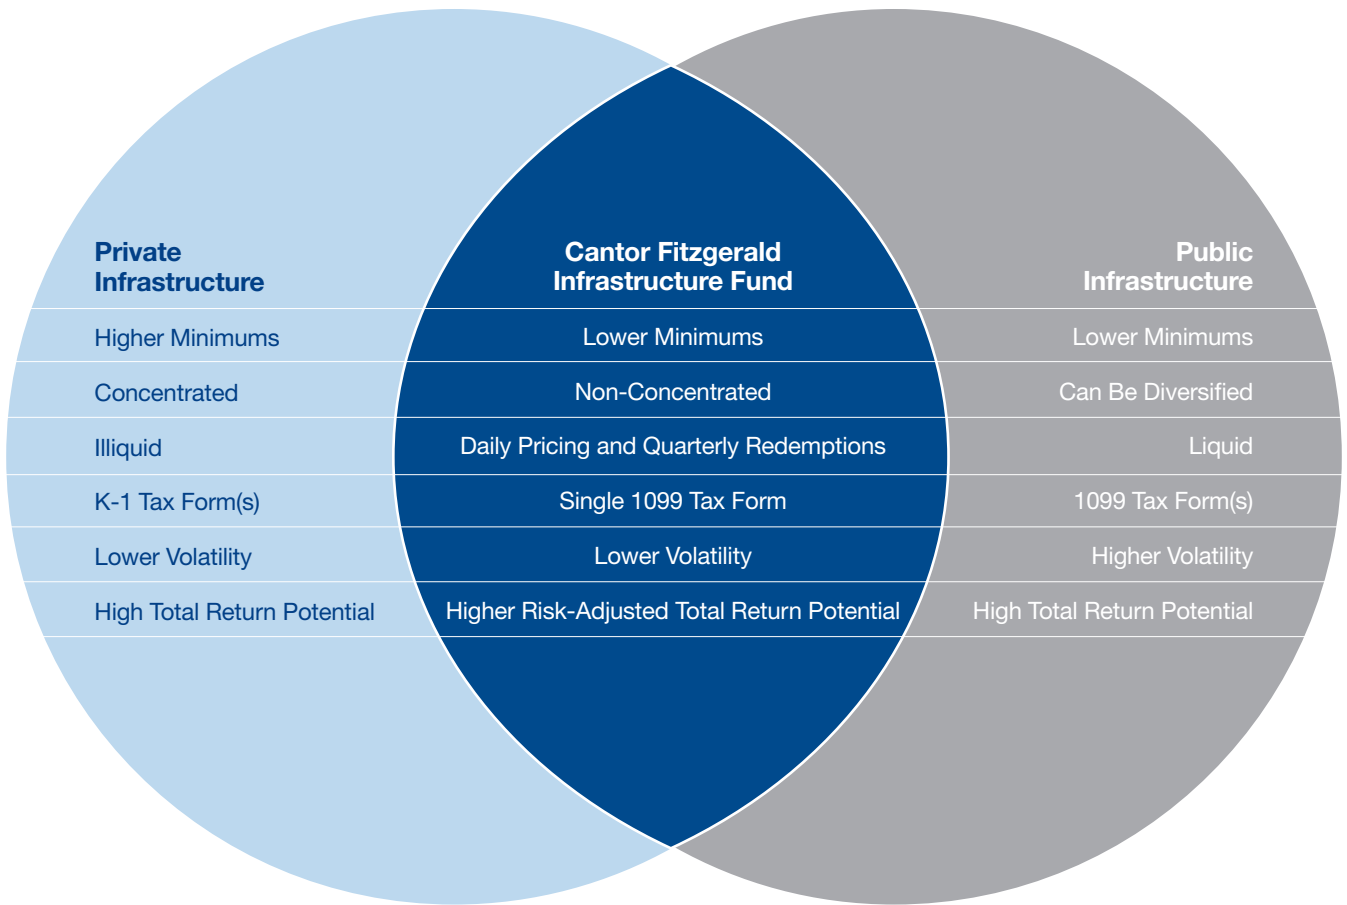 Private
Infrastructure
Cantor Fitzgerald
Infrastructure Fund
Public
Infrastructure
Higher Minimums
Lower Minimums
Lower Minimums
Concentrated
Non-Concentrated
Can Be Diversified
Illiquid
Daily Pricing and Quarterly Redemptions
Liquid
K-1 Tax Form(s)
Single 1099 Tax Form
1099 Tax Form(s)
Lower Volatility
Lower Volatility
Higher Volatility
High Total Return Potential
Higher Risk-Adjusted Total Return Potential
High Total Return Potential